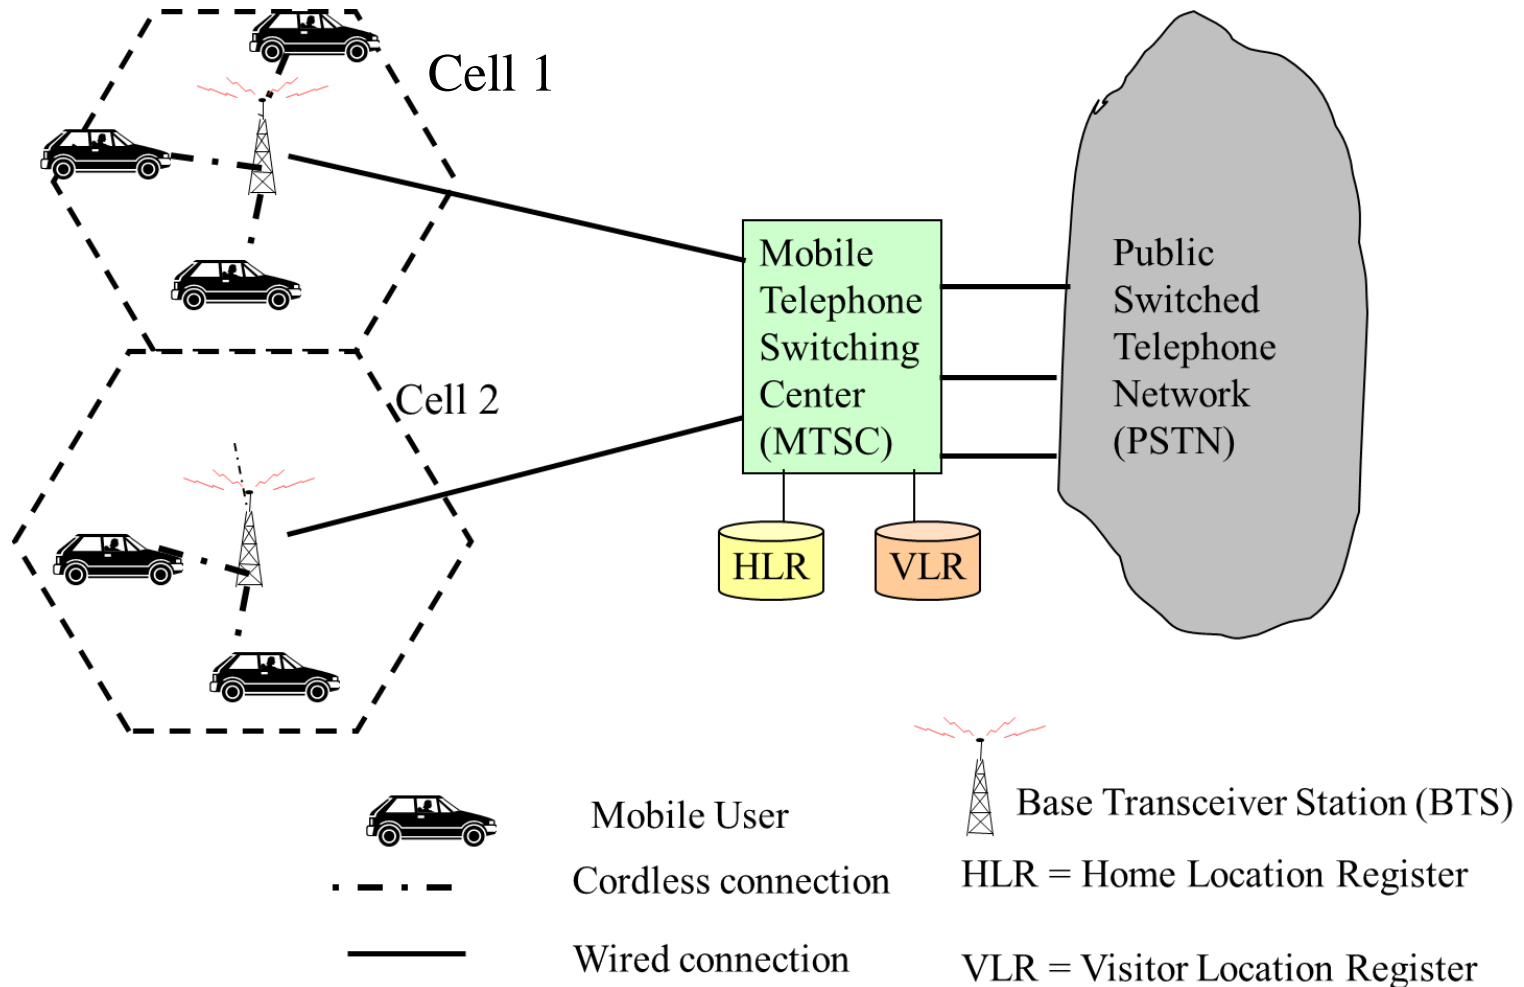 Cell 1
Mobile
Telephone
Switching
Center
(MTSC)
Public
Switched
Telephone
Network
(PSTN)
Cell 2
HLR
VLR
Mobile User
Base Transceiver Station (BTS)
Cordless connection
HLR = Home Location Register
Wired connection
VLR = Visitor Location Register